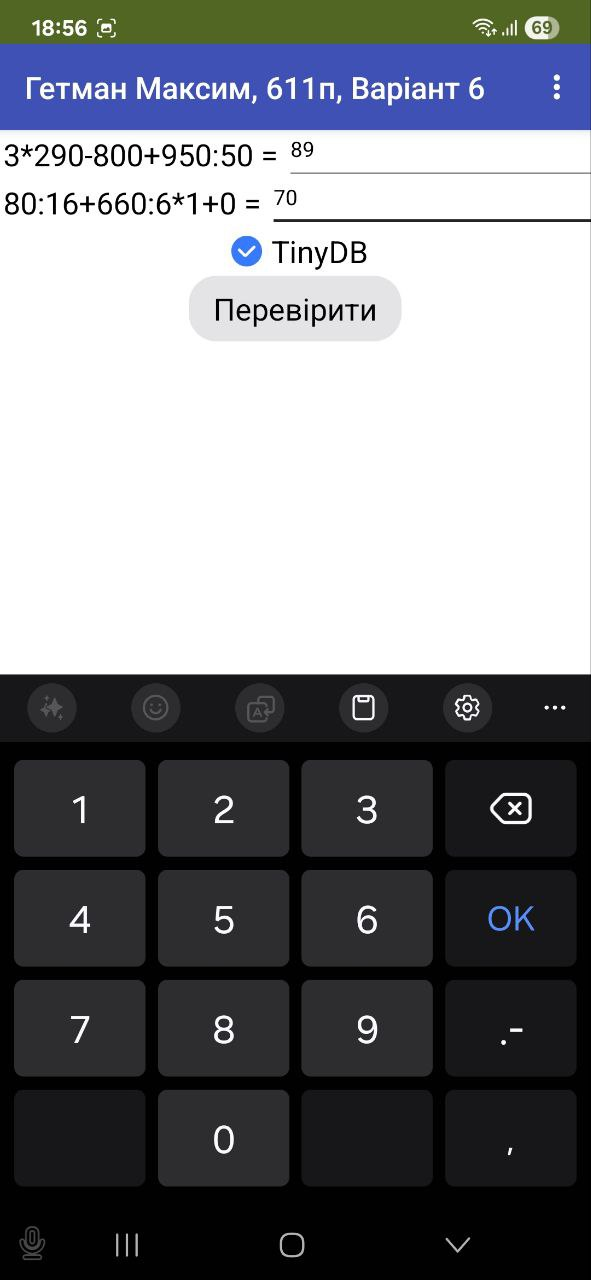 18:56 69
Гетман Максим, 611п, Варіант 6
3*290-800+950:50 = 89
80:16+660:6*1+0 = 70
TinyDB
Перевірити
1 2 3
4 5 6 OK
7 8 9 .-
0 ,